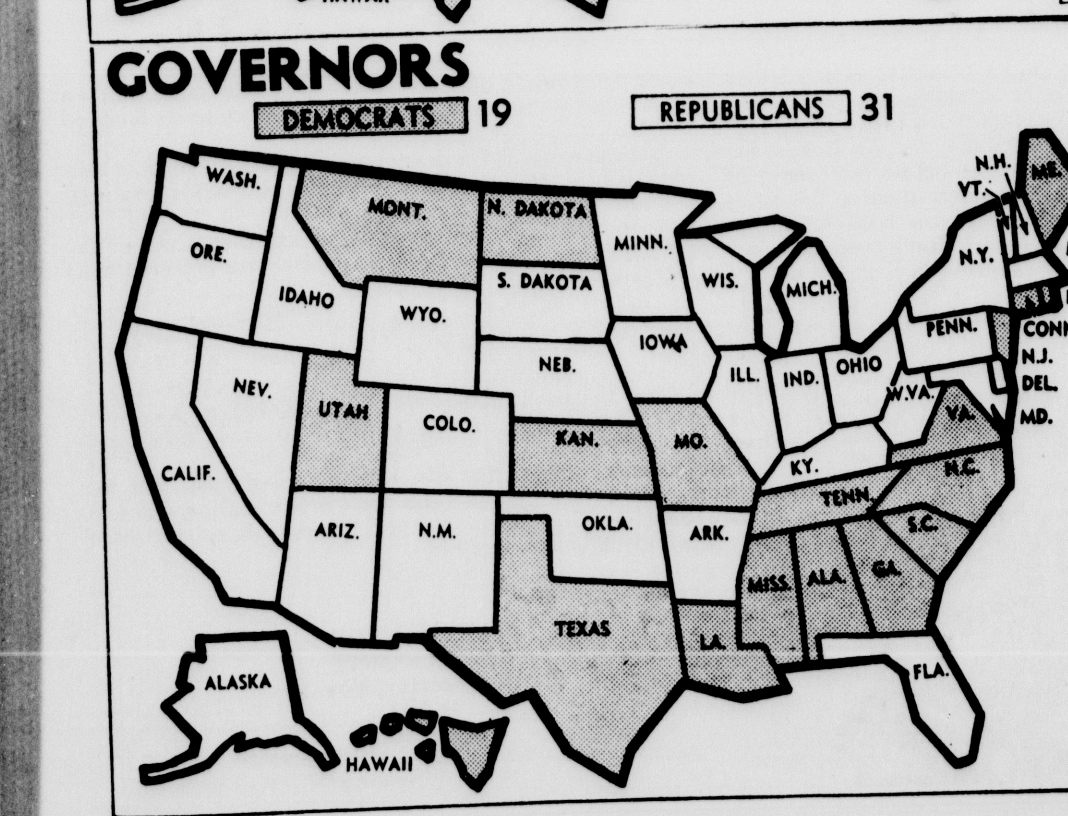 GOVERNORS
DEMOCRATS 19
REPUBLICANS 31
WASH.
MONT.
N. DAKOTA
MINN.
N.H.
VT.
ME.
ORE.
IDAHO
WYO.
S. DAKOTA
WIS.
MICH.
N.Y.
IOWA
PENN.
CONN
N.J.
DEL.
MD.
NEV.
UTAH
COLO.
NEB.
ILL.
IND.
OHIO
W.VA.
VA.
CALIF.
KAN.
MO.
KY.
N.C.
TENN.
S.C.
ARIZ.
N.M.
OKLA.
ARK.
MISS.
ALA.
GA.
TEXAS
LA.
FLA.
ALASKA
HAWAII